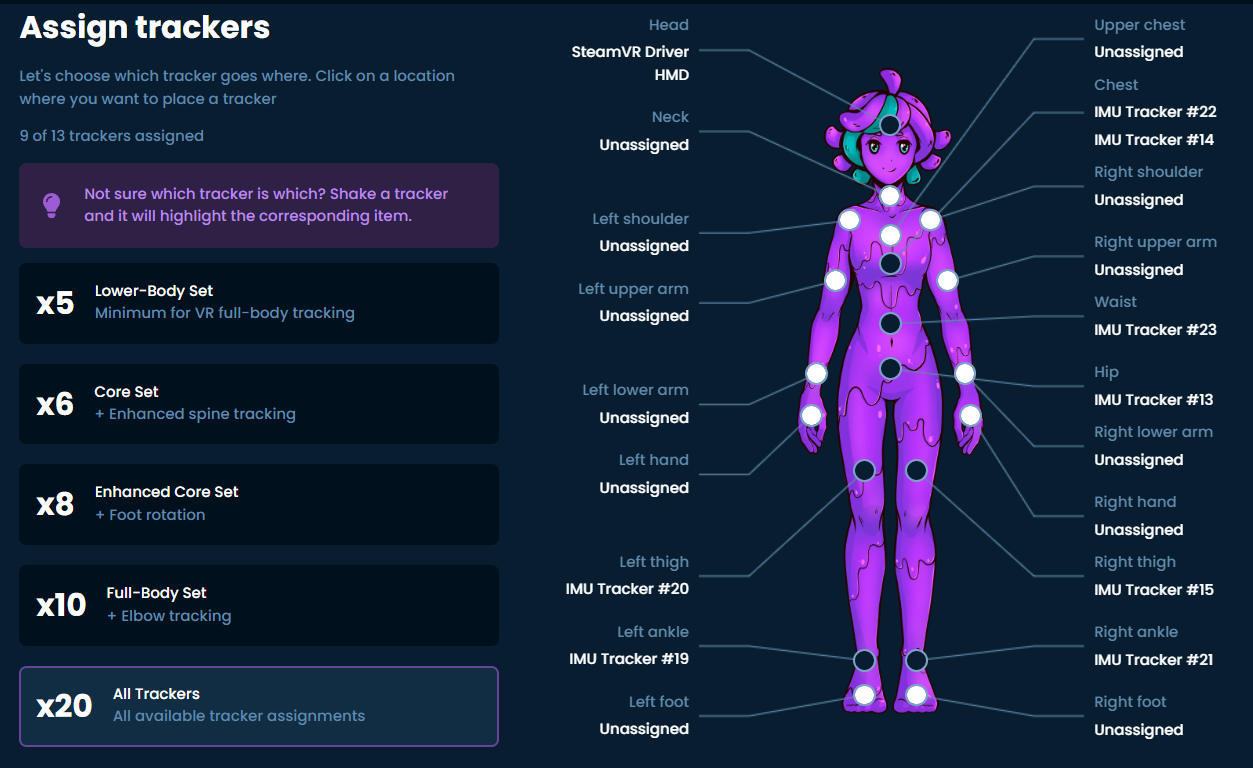 Assign trackers
Let's choose which tracker goes where. Click on a location
where you want to place a tracker
9 of 13 trackers assigned
Not sure which tracker is which? Shake a tracker
and it will highlight the corresponding item.
x5
Lower-Body Set
Minimum for VR full-body tracking
x6
Core Set
+ Enhanced spine tracking
x8
Enhanced Core Set
+ Foot rotation
x10
Full-Body Set
+ Elbow tracking
x20
All Trackers
All available tracker assignments
Head
SteamVR Driver
HMD
Neck
Unassigned
Left shoulder
Unassigned
Left upper arm
Unassigned
Left lower arm
Unassigned
Left hand
Unassigned
Left thigh
IMU Tracker #20
Left ankle
IMU Tracker #19
Left foot
Unassigned
Upper chest
Unassigned
Chest
IMU Tracker #22
IMU Tracker #14
Right shoulder
Unassigned
Right upper arm
Unassigned
Waist
IMU Tracker #23
Hip
IMU Tracker #13
Right lower arm
Unassigned
Right hand
Unassigned
Right thigh
IMU Tracker #15
Right ankle
IMU Tracker #21
Right foot
Unassigned